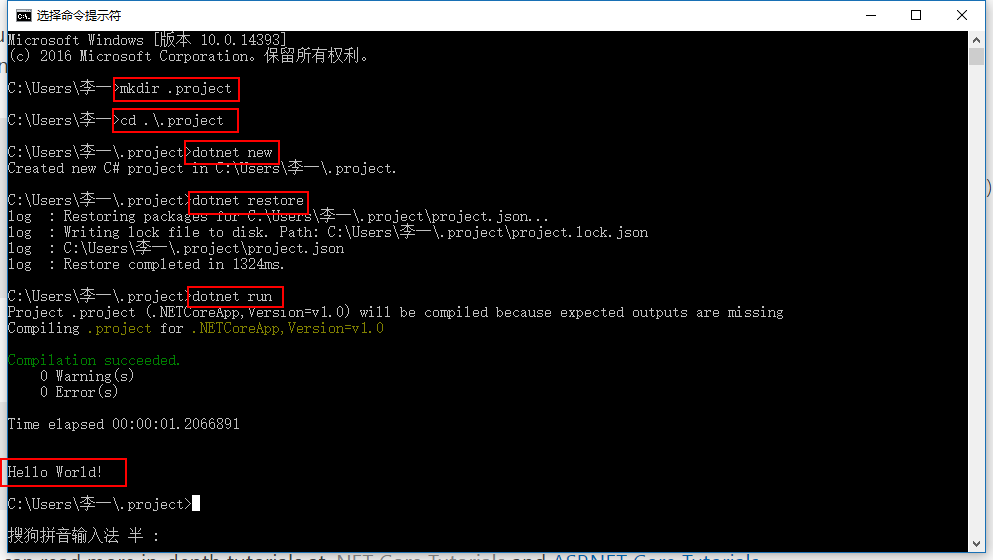 选择命令提示符
Microsoft Windows [版本 10.0.14393]
(c) 2016 Microsoft Corporation。保留所有权利。
C:\Users\李一>mkdir .project
C:\Users\李一>cd .\.project
C:\Users\李一\.project>dotnet new
Created new C# project in C:\Users\李一\.project.
C:\Users\李一\.project>dotnet restore
log  : Restoring packages for C:\Users\李一\.project\project.json...
log  : Writing lock file to disk. Path: C:\Users\李一\.project\project.lock.json
log  : C:\Users\李一\.project\project.json
log  : Restore completed in 1324ms.
C:\Users\李一\.project>dotnet run
Project .project (.NETCoreApp,Version=v1.0) will be compiled because expected outputs are missing
Compiling .project for .NETCoreApp,Version=v1.0
Compilation succeeded.
    0 Warning(s)
    0 Error(s)
Time elapsed 00:00:01.2066891
Hello World!
C:\Users\李一\.project>
搜狗拼音输入法 半 :
can read more in-depth tutorials at .NET Core Tutorials and ASP.NET Core Tutorials